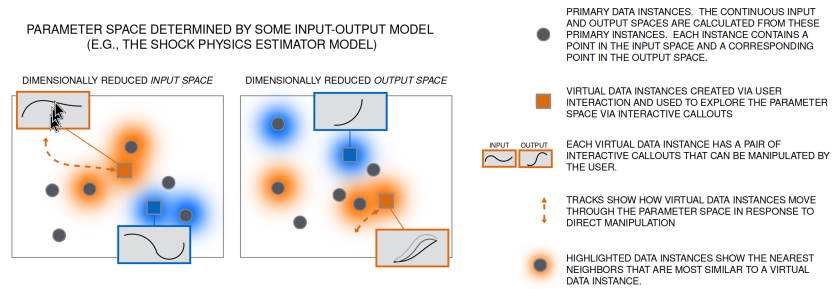 PARAMETER SPACE DETERMINED BY SOME INPUT-OUTPUT MODEL
(E.G., THE SHOCK PHYSICS ESTIMATOR MODEL)
DIMENSIONALLY REDUCED INPUT SPACE
DIMENSIONALLY REDUCED OUTPUT SPACE
PRIMARY DATA INSTANCES. THE CONTINUOUS INPUT
AND OUTPUT SPACES ARE CALCULATED FROM THESE
PRIMARY INSTANCES. EACH INSTANCE CONTAINS A
POINT IN THE INPUT SPACE AND A CORRESPONDING
POINT IN THE OUTPUT SPACE.
VIRTUAL DATA INSTANCES CREATED VIA USER
INTERACTION AND USED TO EXPLORE THE PARAMETER
SPACE VIA INTERACTIVE CALLOUTS
INPUT OUTPUT
EACH VIRTUAL DATA INSTANCE HAS A PAIR OF
INTERACTIVE CALLOUTS THAT CAN BE MANIPULATED BY
THE USER.
TRACKS SHOW HOW VIRTUAL DATA INSTANCES MOVE
THROUGH THE PARAMETER SPACE IN RESPONSE TO
DIRECT MANIPULATION
HIGHLIGHTED DATA INSTANCES SHOW THE NEAREST
NEIGHBORS THAT ARE MOST SIMILAR TO A VIRTUAL
DATA INSTANCE.